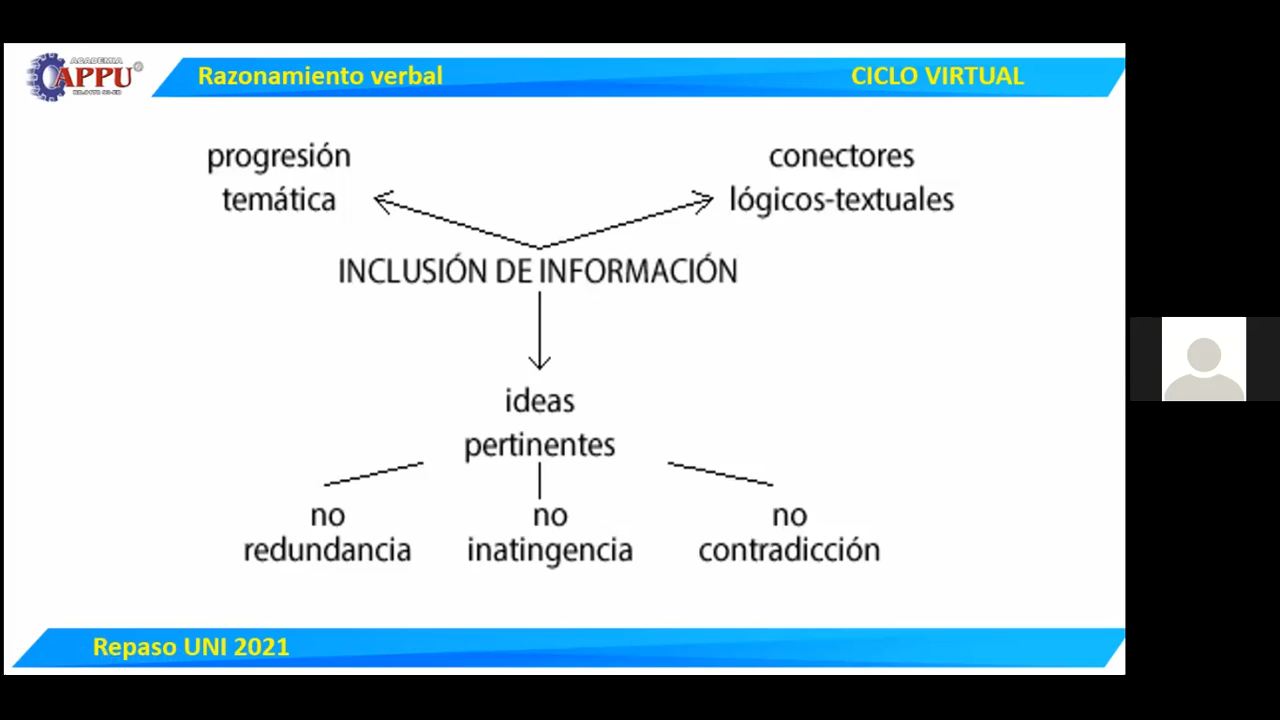 ACADEMIA
APPU
Razonamiento verbal
CICLO VIRTUAL
progresión
temática
conectores
lógicos-textuales
INCLUSIÓN DE INFORMACIÓN
ideas
pertinentes
no
redundancia
no
inatingencia
no
contradicción
Repaso UNI 2021